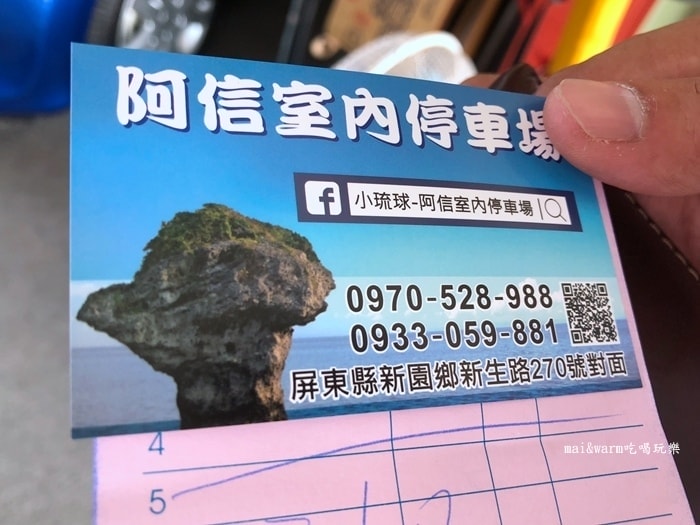 阿信室內停車場
f 小琉球-阿信室內停車場
0970-528-988
0933-059-881
屏東縣新園鄉新生路270號對面
4
mai&warm吃喝玩樂
5